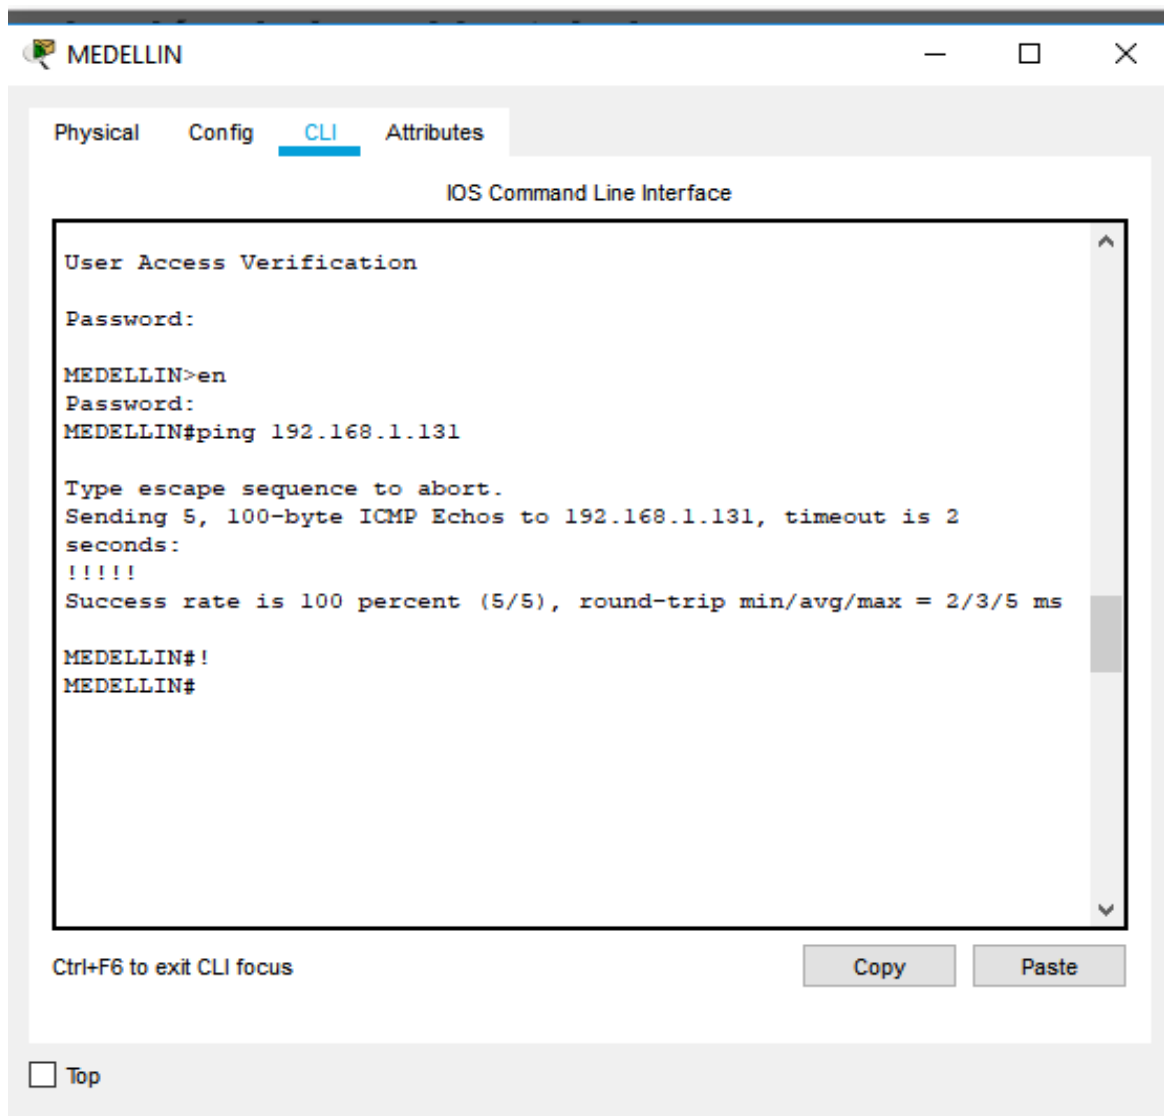 MEDELLIN
Physical Config CLI Attributes
IOS Command Line Interface
User Access Verification
Password:
MEDELLIN>en
Password:
MEDELLIN#ping 192.168.1.131
Type escape sequence to abort.
Sending 5, 100-byte ICMP Echos to 192.168.1.131, timeout is 2
seconds:
!!!!!
Success rate is 100 percent (5/5), round-trip min/avg/max = 2/3/5 ms
MEDELLIN#!
MEDELLIN#
Ctrl+F6 to exit CLI focus
Copy Paste
Top